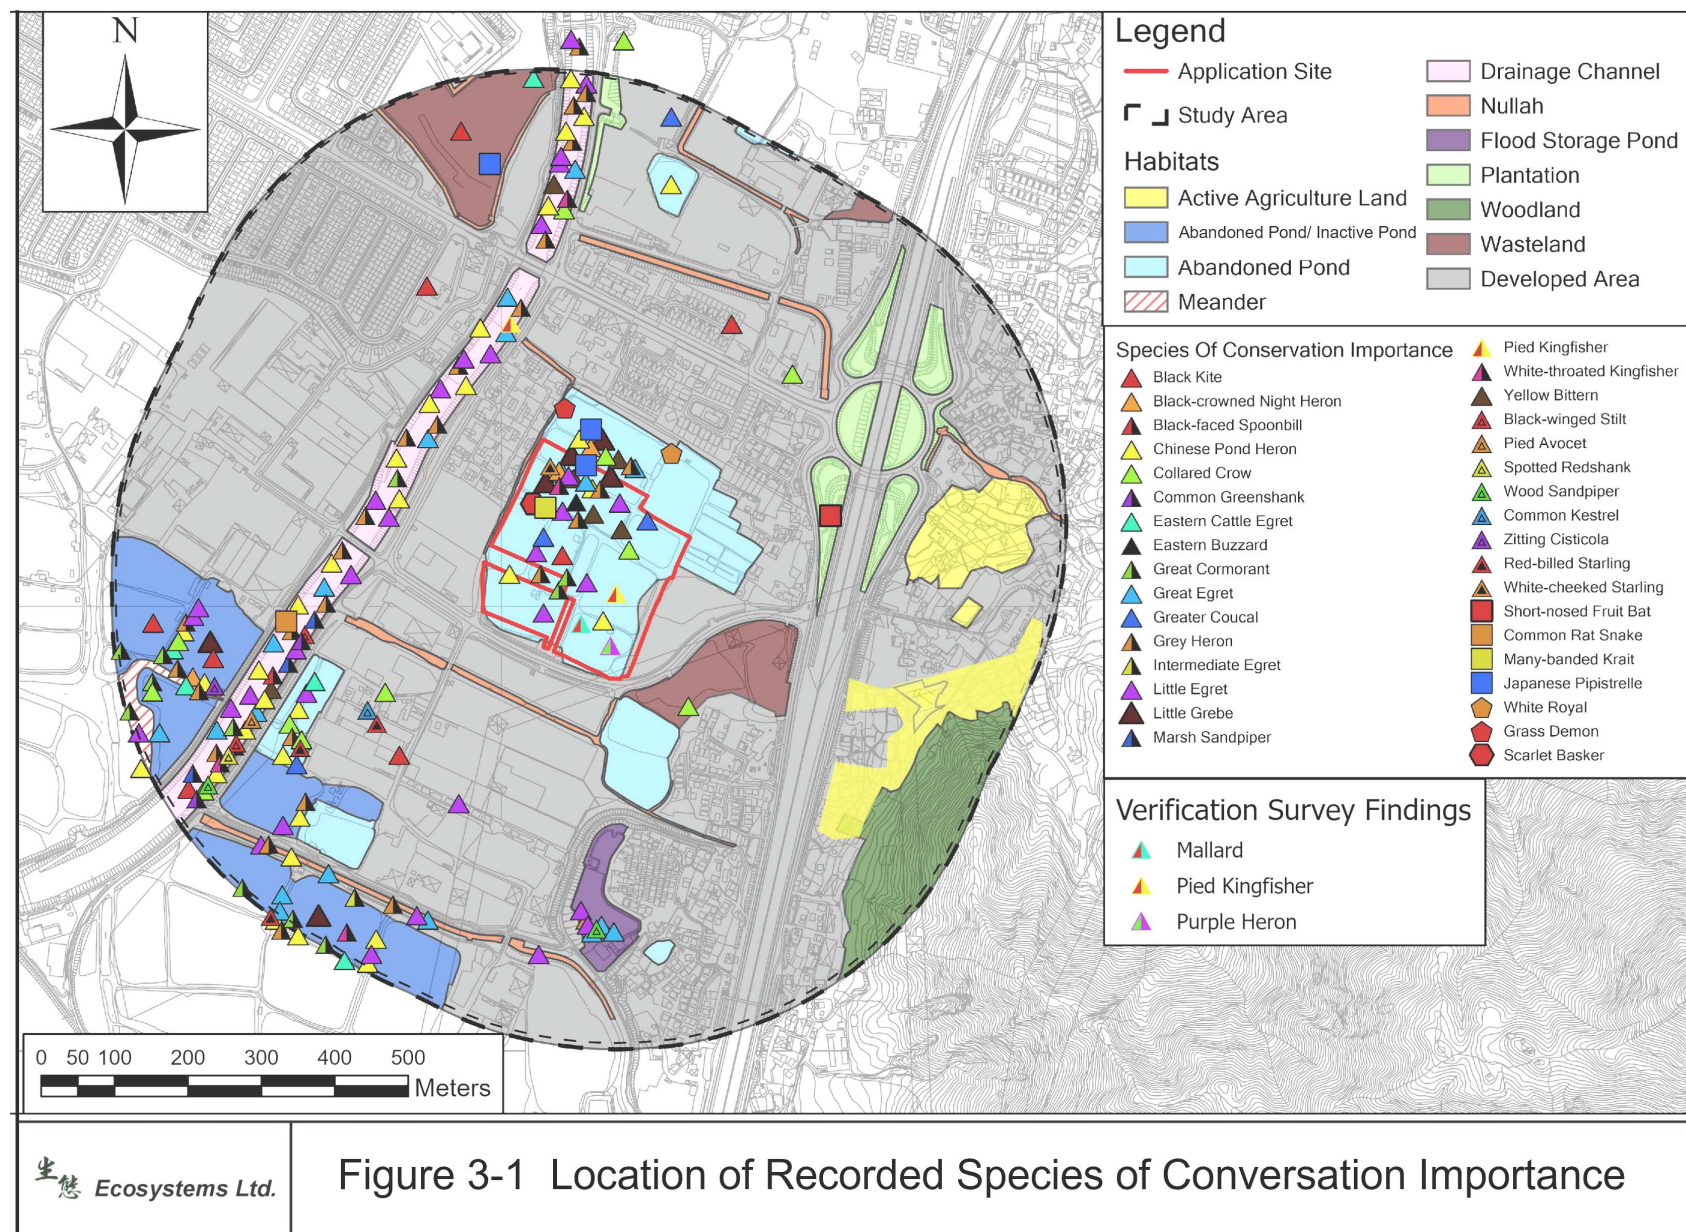 N
Legend
Application Site
Study Area
Habitats
Active Agriculture Land
Abandoned Pond/ Inactive Pond
Abandoned Pond
Meander
Drainage Channel
Nullah
Flood Storage Pond
Plantation
Woodland
Wasteland
Developed Area
Species Of Conservation Importance
Black Kite
Black-crowned Night Heron
Black-faced Spoonbill
Chinese Pond Heron
Collared Crow
Common Greenshank
Eastern Cattle Egret
Eastern Buzzard
Great Cormorant
Great Egret
Greater Coucal
Grey Heron
Intermediate Egret
Little Egret
Little Grebe
Marsh Sandpiper
Pied Kingfisher
White-throated Kingfisher
Yellow Bittern
Black-winged Stilt
Pied Avocet
Spotted Redshank
Wood Sandpiper
Common Kestrel
Zitting Cisticola
Red-billed Starling
White-cheeked Starling
Short-nosed Fruit Bat
Common Rat Snake
Many-banded Krait
Japanese Pipistrelle
White Royal
Grass Demon
Scarlet Basker
Verification Survey Findings
Mallard
Pied Kingfisher
Purple Heron
0 50 100 200 300 400 500
Meters
生態 Ecosystems Ltd.
Figure 3-1 Location of Recorded Species of Conversation Importance